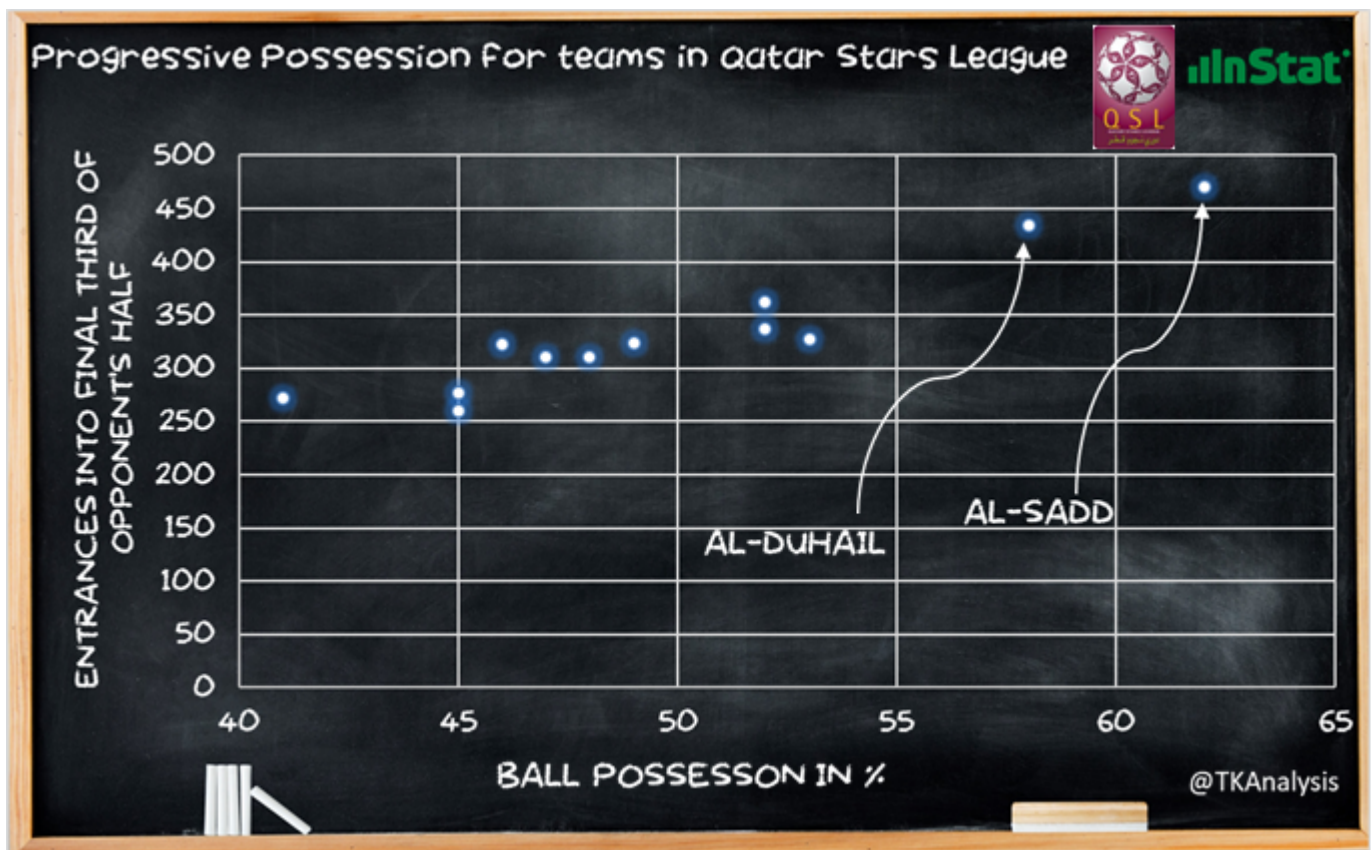 Progressive Possession for teams in Qatar Stars League
QSL
InStat
ENTRANCES INTO FINAL THIRD OF
OPPONENT'S HALF
500
450
400
350
300
250
200
150
100
50
0
AL-DUHAIL
AL-SADD
40 45 50 55 60 65
BALL POSSESSON IN %
@TKAnalysis